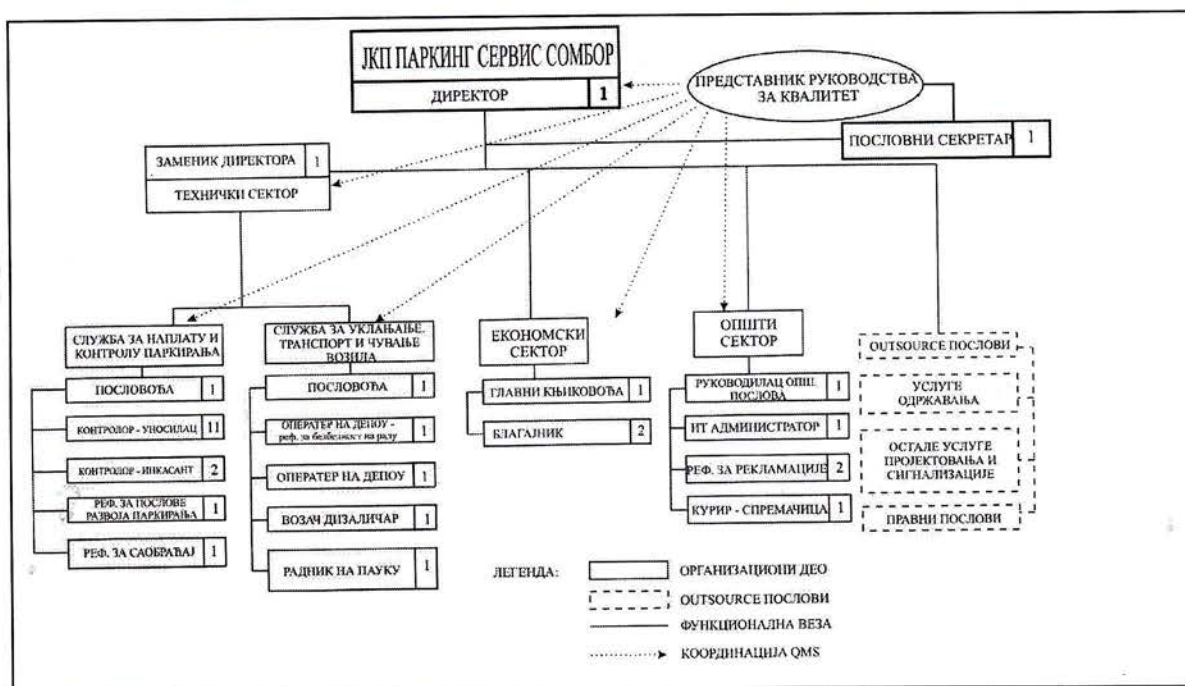 ЈКП ПАРКИНГ СЕРВИС СОМБОР
ДИРЕКТОР 1
ПРЕДСТАВНИК РУКОВОДСТВА
ЗА КВАЛИТЕТ
ПОСЛОВНИ СЕКРЕТАР 1
ЗАМЕНИК ДИРЕКТОРА 1
ТЕХНИЧКИ СЕКТОР
СЛУЖБА ЗА НАПЛАТУ И
КОНТРОЛУ ПАРКИРАЊА
ПОСЛОВОЂА 1
КОНТРОЛОР - УНОСИЛАЦ 11
КОНТРОЛОР - ИНКАСАНТ 2
РЕФ. ЗА ПОСЛОВЕ
РАЗВОЈА ПАРКИРАЊА 1
РЕФ. ЗА САОБРАЋАЈ 1
СЛУЖБА ЗА УКЛАЊАЊЕ,
ТРАНСПОРТ И ЧУВАЊЕ
ВОЗИЛА
ПОСЛОВОЂА 1
ОПЕРАТЕР НА ДЕПОУ -
реф. за безбедност на раду 1
ОПЕРАТЕР НА ДЕПОУ 1
ВОЗАЧ ДИЗАЛИЧАР 1
РАДНИК НА ПАУКУ 1
ЕКОНОМСКИ
СЕКТОР
ГЛАВНИ КЊИКОВОЂА 1
БЛАГАЈНИК 2
ОПШТИ
СЕКТОР
РУКОВОДИЛАЦ ОПШ.
ПОСЛОВА 1
ИТ АДМИНИСТРАТОР 1
РЕФ. ЗА РЕКЛАМАЦИЈЕ 2
КУРИР - СПРЕМАЧИЦА 1
OUTSOURCE ПОСЛОВИ
УСЛУГЕ
ОДРЖАВАЊА
ОСТАЛЕ УСЛУГЕ
ПРОЈЕКТОВАЊА И
СИГНАЛИЗАЦИЈЕ
ПРАВНИ ПОСЛОВИ
ЛЕГЕНДА:
ОРГАНИЗАЦИОНИ ДЕО
OUTSOURCE ПОСЛОВИ
ФУНКЦИОНАЛНА ВЕЗА
КООРДИНАЦИЈА QMS